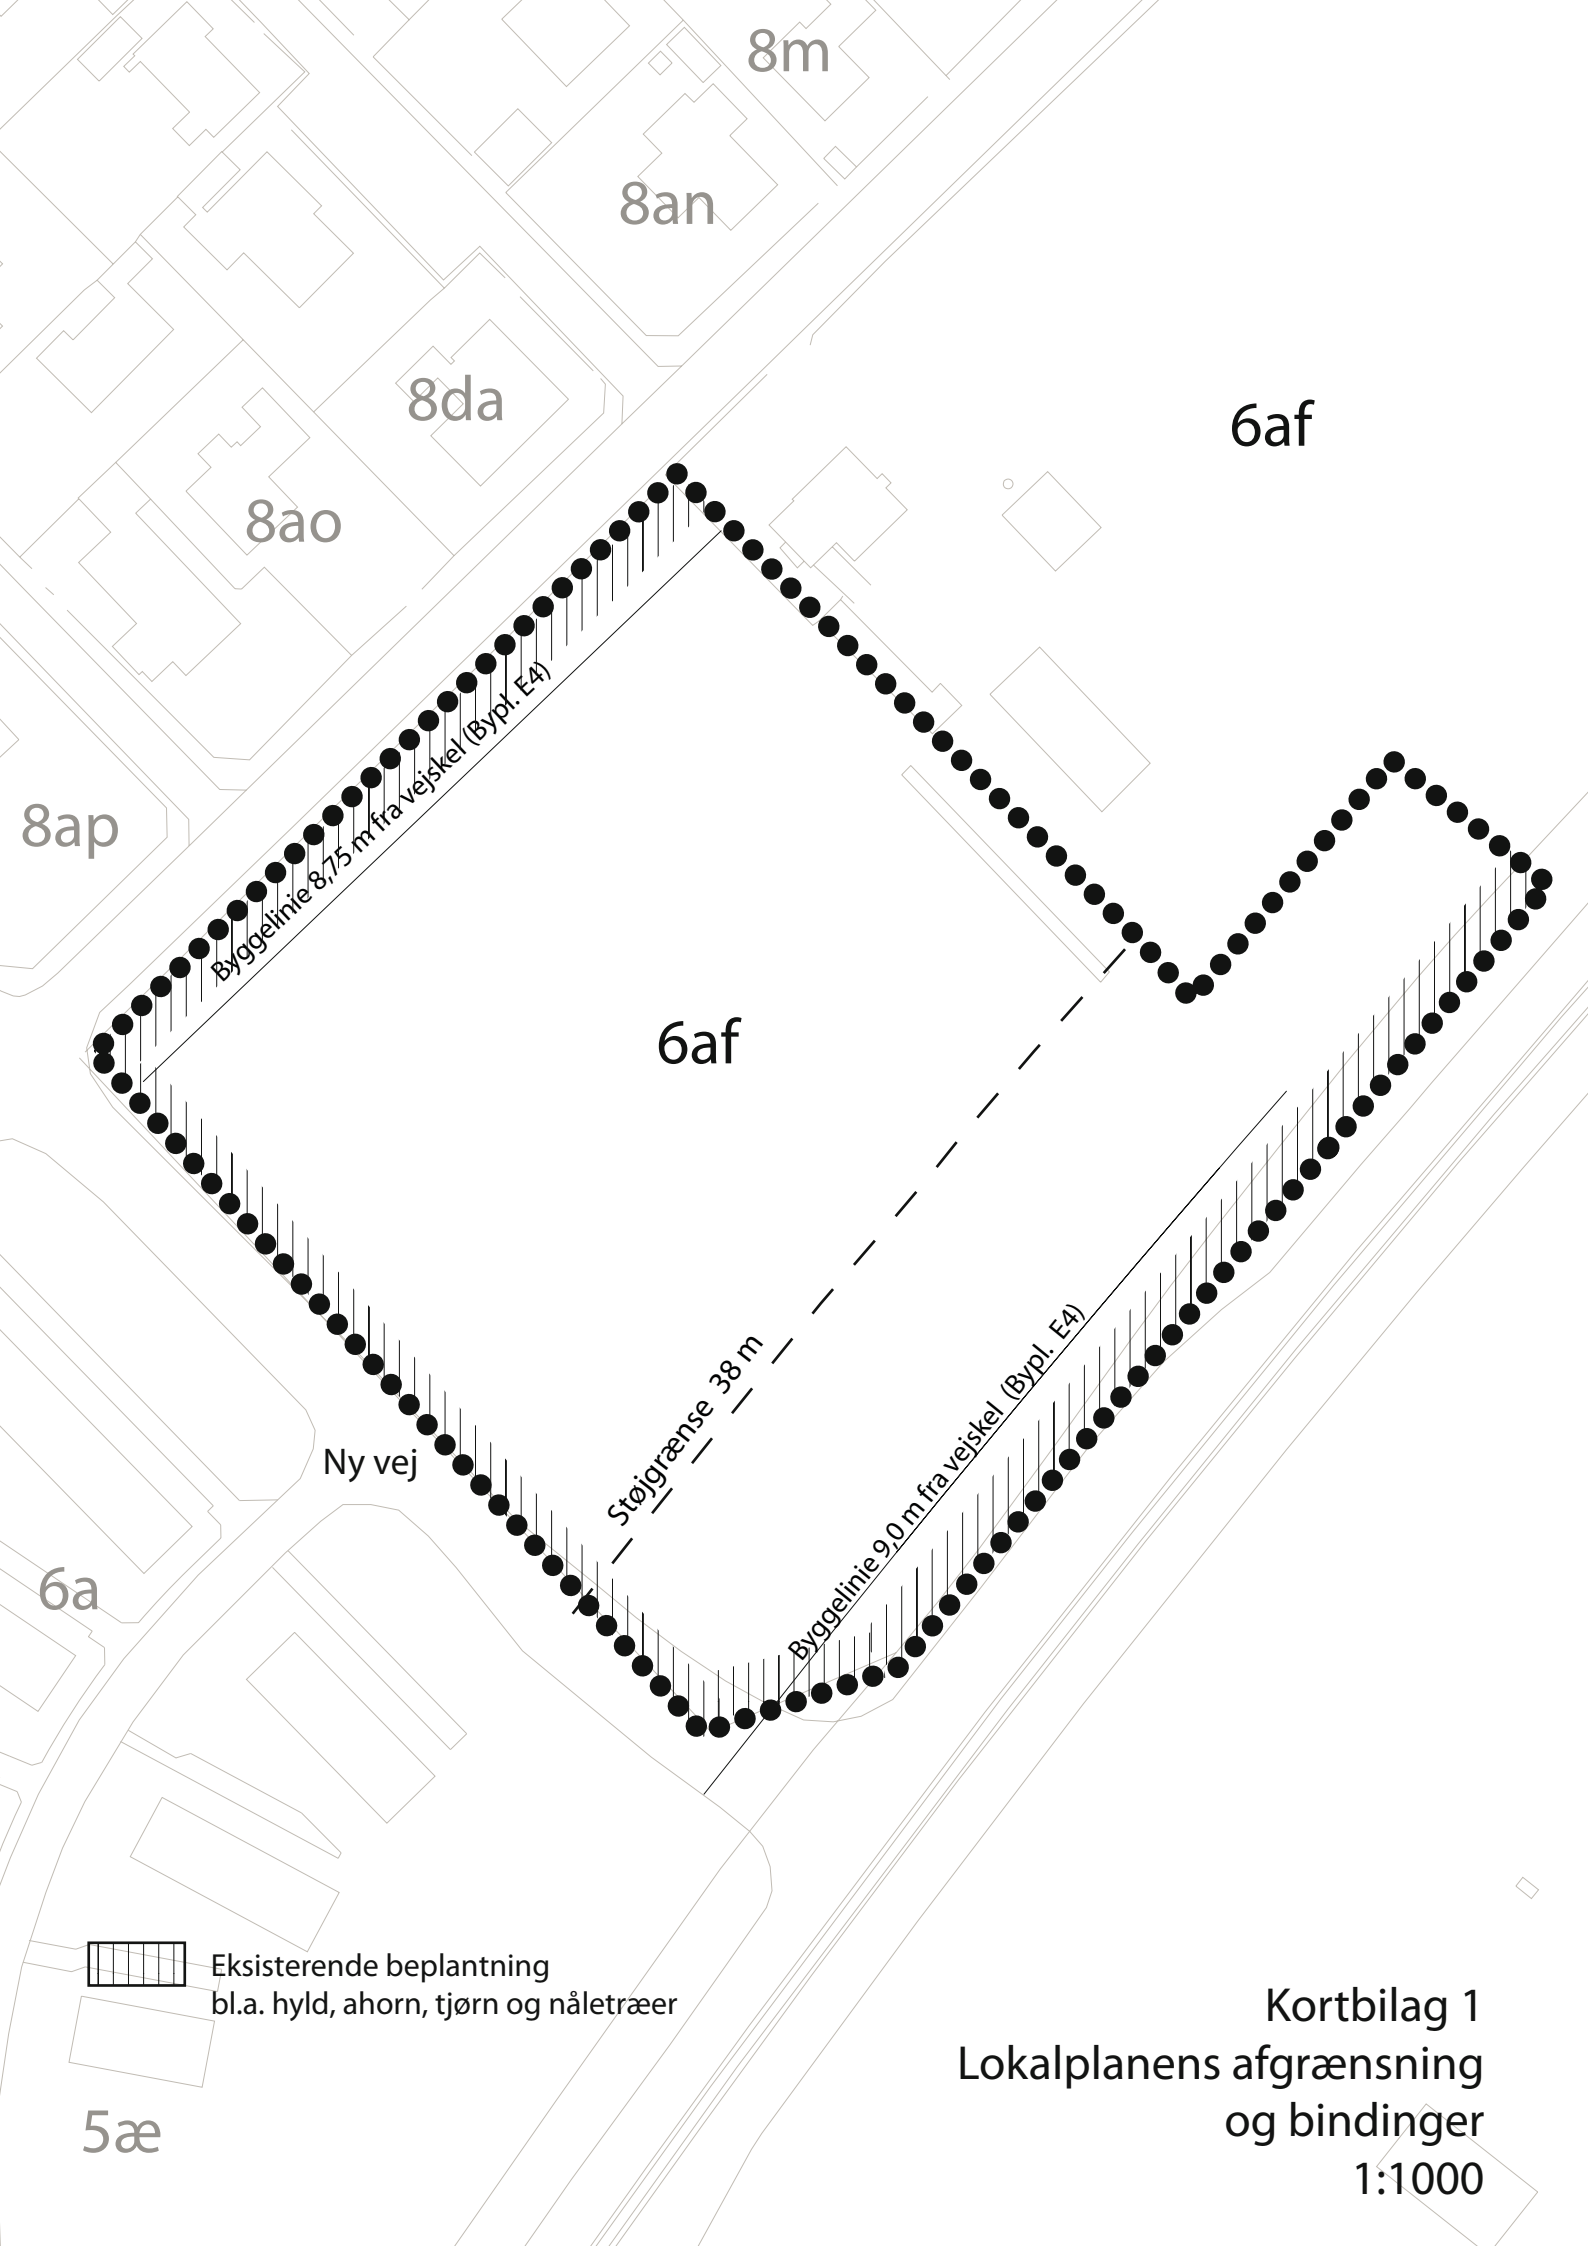 8m
8an
8da
6af
8ao
Byggelinie 8,75 m fra vejskel (Bypl. E4)
8ap
6af
Støjgrænse 38 m
Byggelinie 9,0 m fra vejskel (Bypl. E4)
Ny vej
6a
Eksisterende beplantning
bl.a. hyld, ahorn, tjørn og nåletræer
5æ
Kortbilag 1
Lokalplanens afgrænsning
og bindinger
1:1000